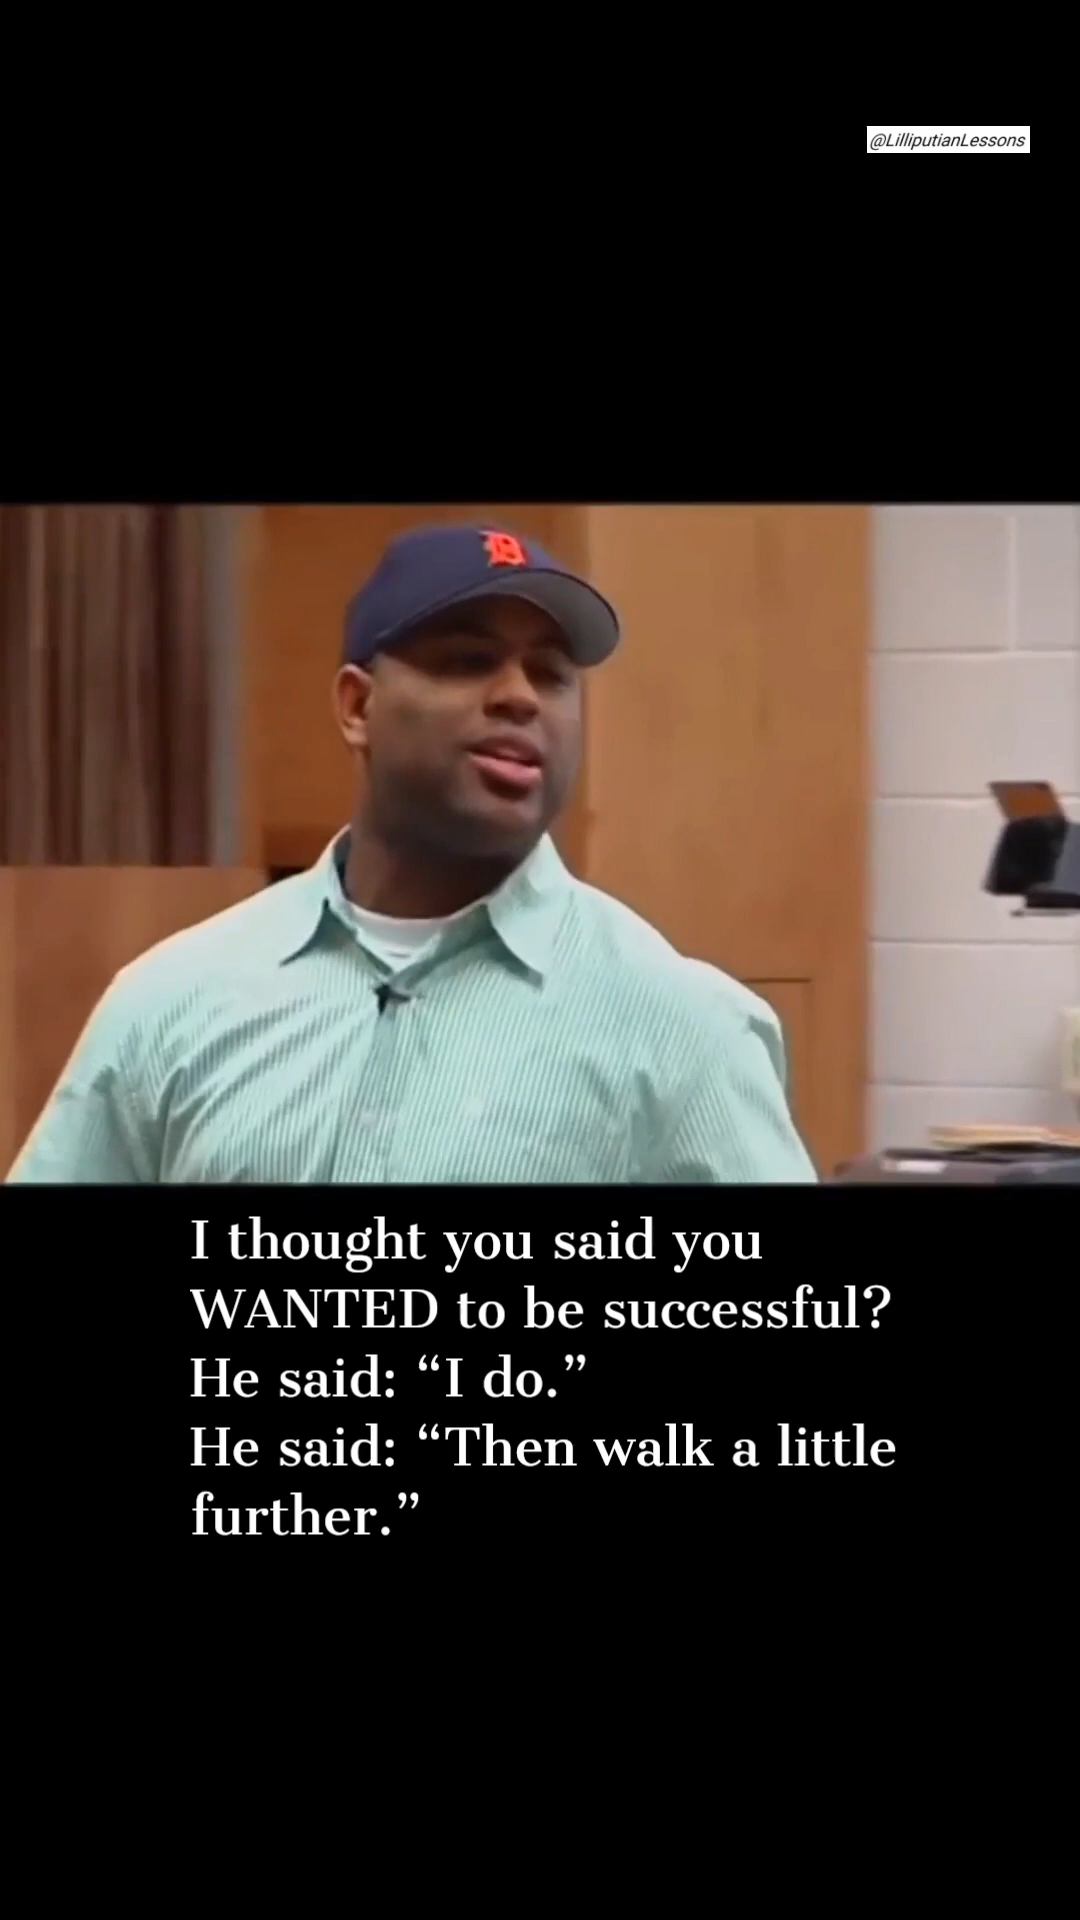 @LilliputianLessons
D
I thought you said you
WANTED to be successful?
He said: “I do.”
He said: “Then walk a little
further.”